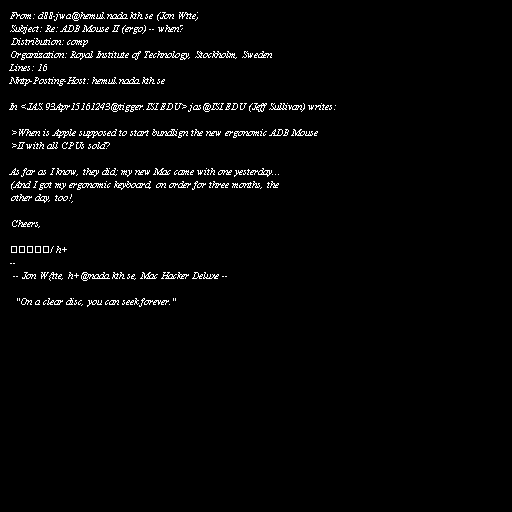 From: d88-jwa@hemul.nada.kth.se (Jon Wtte)
Subject: Re: ADB Mouse II (ergo) -- when?
Distribution: comp
Organization: Royal Institute of Technology, Stockholm, Sweden
Lines: 16
Nntp-Posting-Host: hemul.nada.kth.se

In <JAS.93Apr15161243@tigger.ISI.EDU> jas@ISI.EDU (Jeff Sullivan) writes:

>When is Apple supposed to start bundlign the new ergonomic ADB Mouse
>II with all CPUs sold?

As far as I know, they did; my new Mac came with one yesterday...
(And I got my ergonomic keyboard, on order for three months, the
other day, too!)

Cheers,

/ h+
--
-- Jon W{tte, h+@nada.kth.se, Mac Hacker Deluxe --

"On a clear disc, you can seek forever."